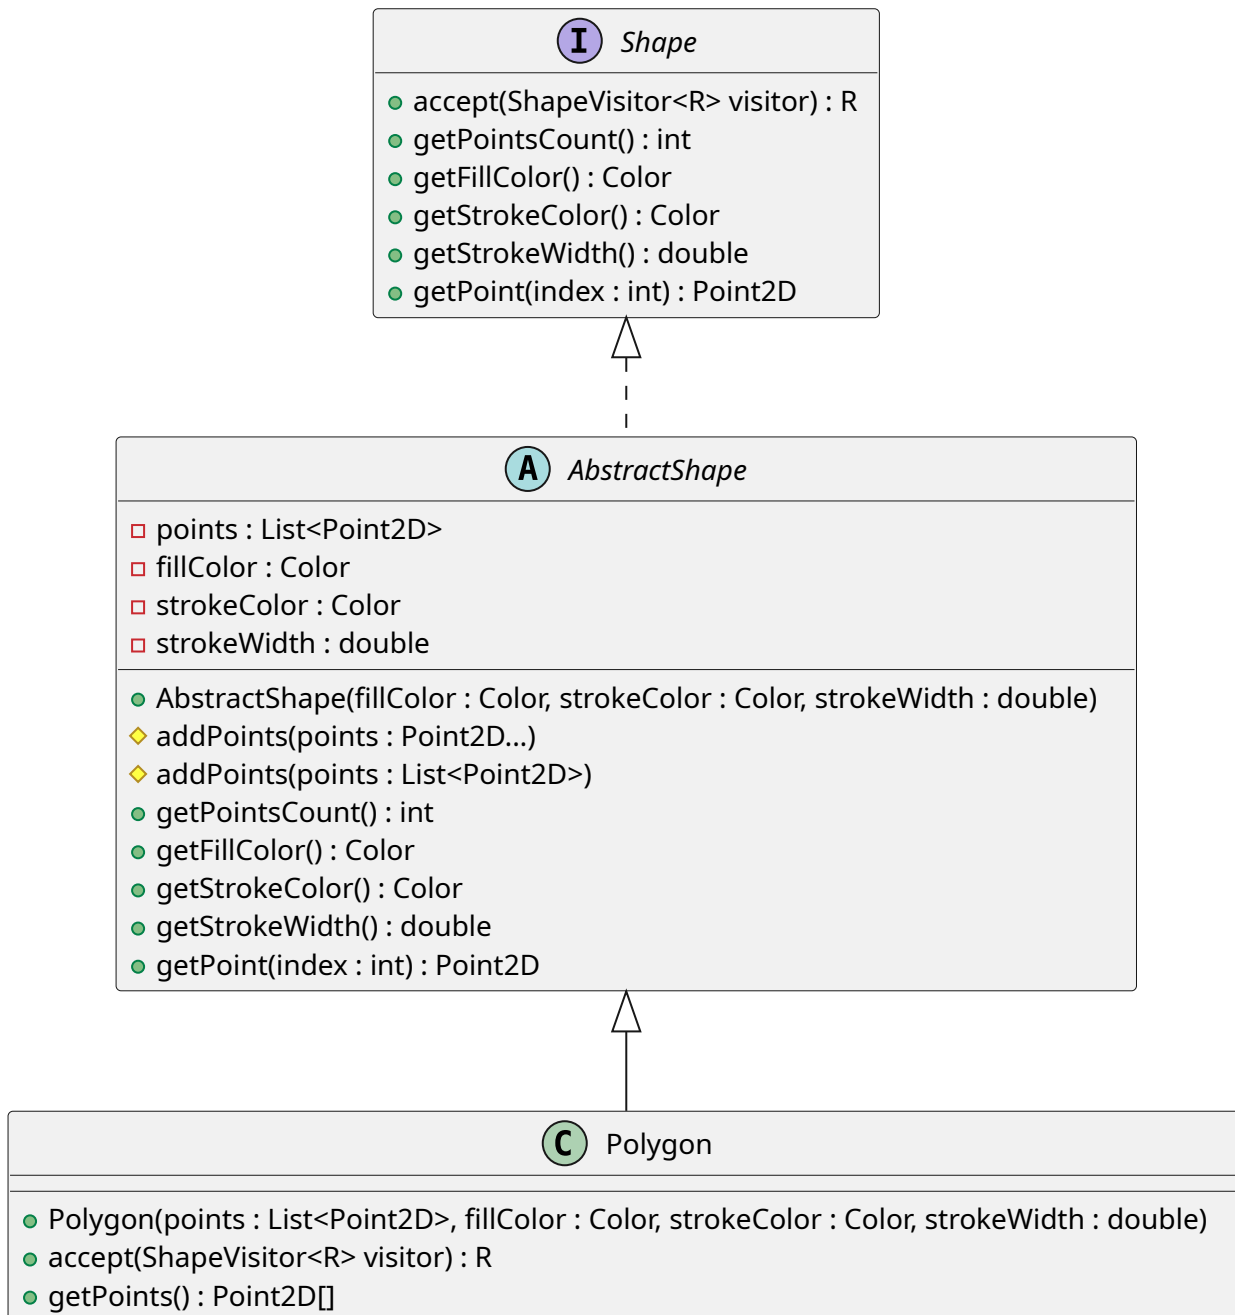 I Shape
accept(ShapeVisitor<R> visitor) : R
getPointsCount() : int
getFillColor() : Color
getStrokeColor() : Color
getStrokeWidth() : double
getPoint(index : int) : Point2D
A AbstractShape
points : List<Point2D>
fillColor : Color
strokeColor : Color
strokeWidth : double
AbstractShape(fillColor : Color, strokeColor : Color, strokeWidth : double)
addPoints(points : Point2D...)
addPoints(points : List<Point2D>)
getPointsCount() : int
getFillColor() : Color
getStrokeColor() : Color
getStrokeWidth() : double
getPoint(index : int) : Point2D
C Polygon
Polygon(points : List<Point2D>, fillColor : Color, strokeColor : Color, strokeWidth : double)
accept(ShapeVisitor<R> visitor) : R
getPoints() : Point2D[]